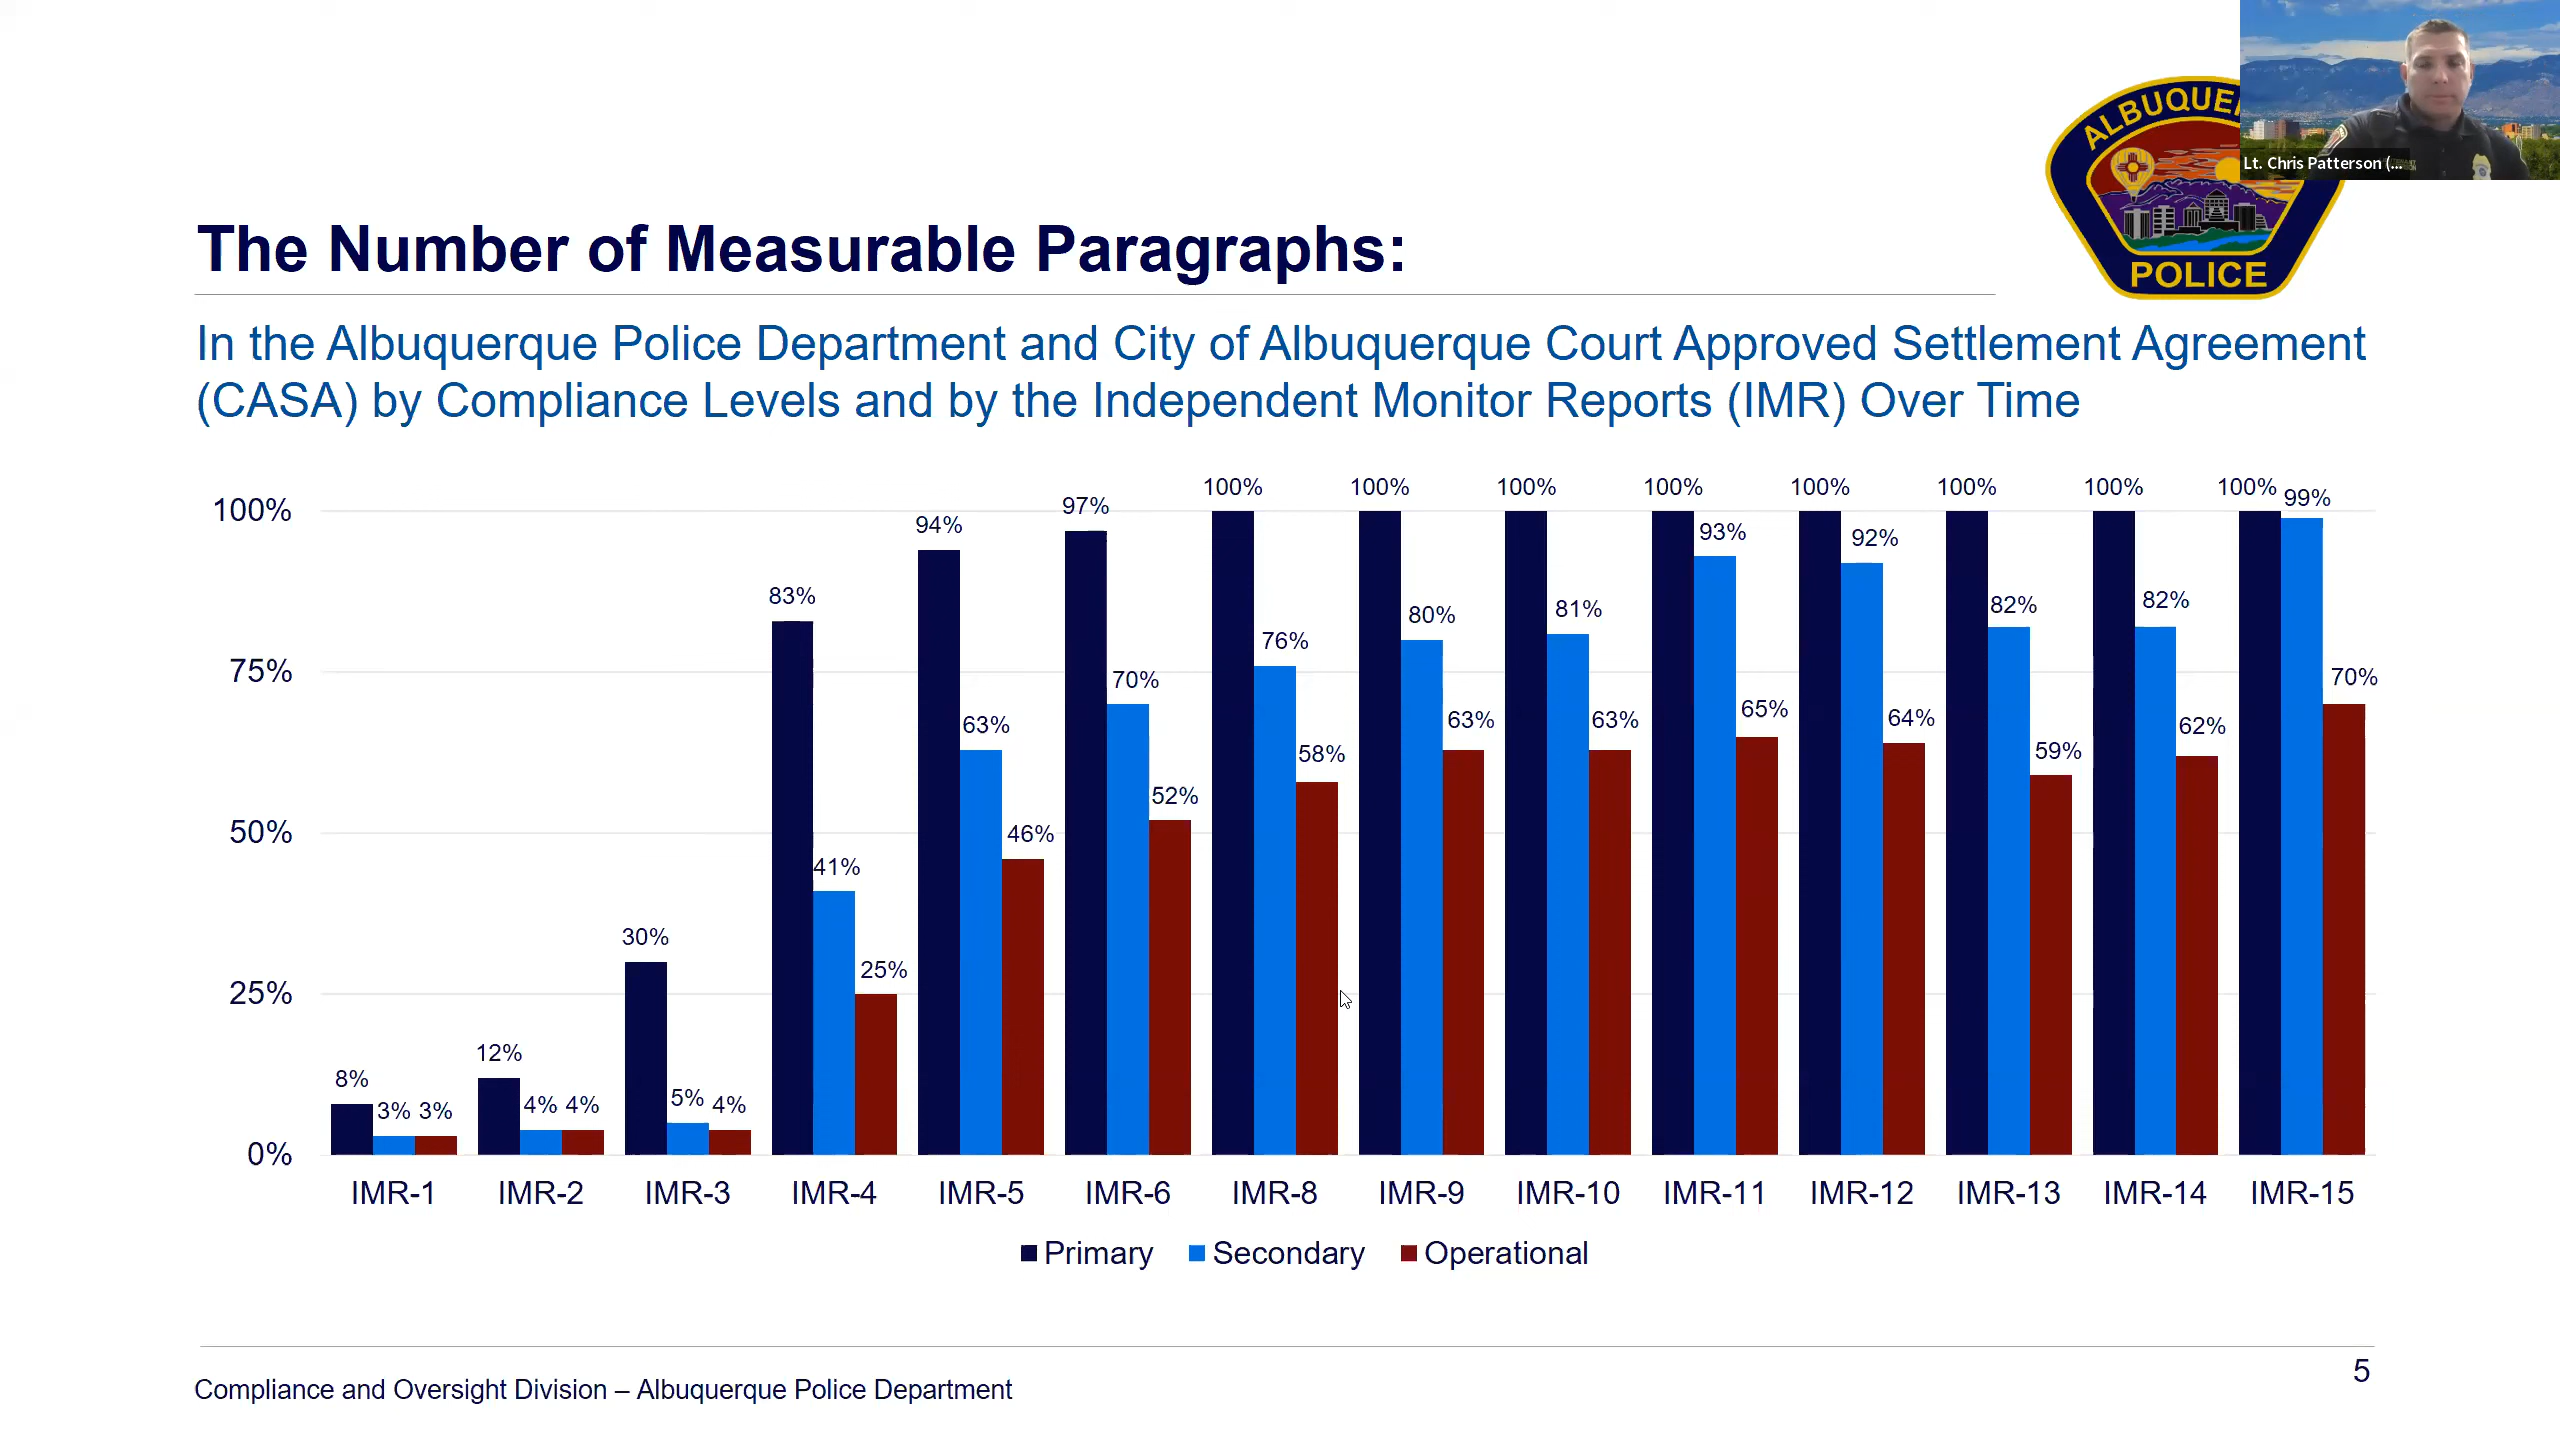 ALBUQUE
POLICE
Lt. Chris Patterson (...
The Number of Measurable Paragraphs:
In the Albuquerque Police Department and City of Albuquerque Court Approved Settlement Agreement
(CASA) by Compliance Levels and by the Independent Monitor Reports (IMR) Over Time
100%
75%
50%
25%
0%
8% 3% 3%
12% 4% 4%
30% 5% 4%
83% 41% 25%
94% 63% 46%
97% 70% 52%
100% 76% 58%
100% 80% 63%
100% 81% 63%
100% 93% 65%
100% 92% 64%
100% 82% 59%
100% 82% 62%
100% 99% 70%
IMR-1 IMR-2 IMR-3 IMR-4 IMR-5 IMR-6 IMR-8 IMR-9 IMR-10 IMR-11 IMR-12 IMR-13 IMR-14 IMR-15
Primary Secondary Operational
Compliance and Oversight Division – Albuquerque Police Department
5